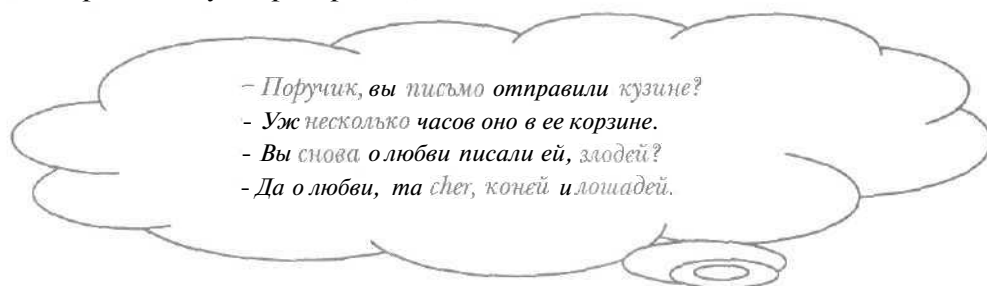 – Поручик, вы письмо отправили кузине?
- Уж несколько часов оно в ее корзине.
- Вы снова о любви писали ей, злодей?
- Да о любви, та cher, коней и лошадей.